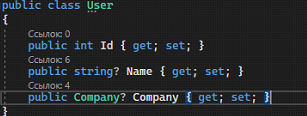 public class User
{
Ссылок: 0
public int Id { get; set; }
Ссылок: 6
public string? Name { get; set; }
Ссылок: 4
public Company? Company { get; set; }
}